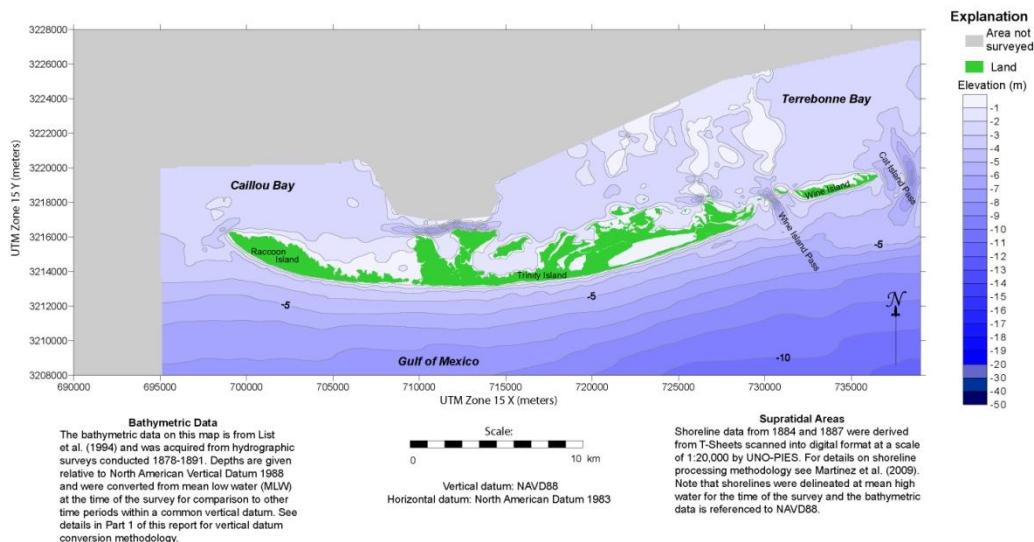 Explanation
Area not
surveyed
Land
Elevation (m)
-1
-2
-3
-4
-5
-6
-7
-8
-9
-10
-11
-12
-13
-14
-15
-16
-17
-18
-19
-20
-30
-40
-50
3228000
3226000
3224000
3222000
3220000
3218000
3216000
3214000
3212000
3210000
3208000
UTM Zone 15 Y (meters)
Terrebonne Bay
Caillou Bay
Cat Island Pass
Wine Island
Wine Island Pass
Raccoon
Island
Trinity Island
-5
-5
-5
-10
N
Gulf of Mexico
690000 695000 700000 705000 710000 715000 720000 725000 730000 735000
UTM Zone 15 X (meters)
Bathymetric Data
The bathymetric data on this map is from List
et al. (1994) and was acquired from hydrographic
surveys conducted 1878-1891. Depths are given
relative to North American Vertical Datum 1988
and were converted from mean low water (MLW)
at the time of the survey for comparison to other
time periods within a common vertical datum. See
details in Part 1 of this report for vertical datum
conversion methodology.
Scale:
0 10 km
Vertical datum: NAVD88
Horizontal datum: North American Datum 1983
Supratidal Areas
Shoreline data from 1884 and 1887 were derived
from T-Sheets scanned into digital format at a scale
of 1:20,000 by UNO-PIES. For details on shoreline
processing methodology see Martinez et al. (2009).
Note that shorelines were delineated at mean high
water for the time of the survey and the bathymetric
data is referenced to NAVD88.